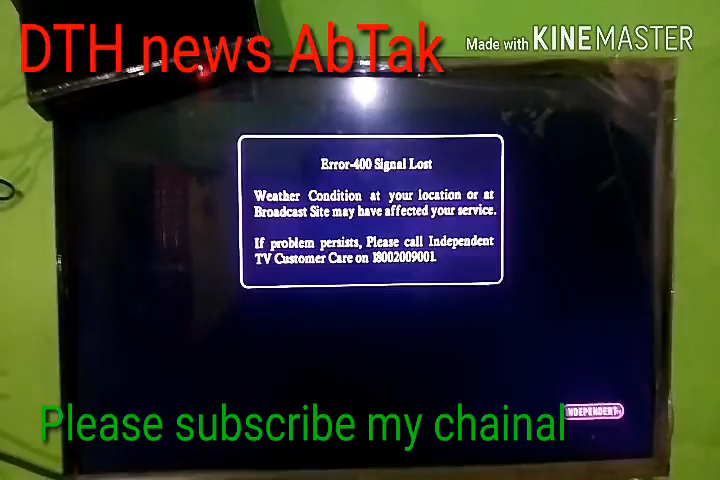 DTH news AbTak
Made with KINEMASTER
Error-400 Signal Lost
Weather Condition at your location or at
Broadcast Site may have affected your service.
If problem persists, Please call Independent
TV Customer Care on 18002009001.
INDEPENDENT TV
Please subscribe my chainal